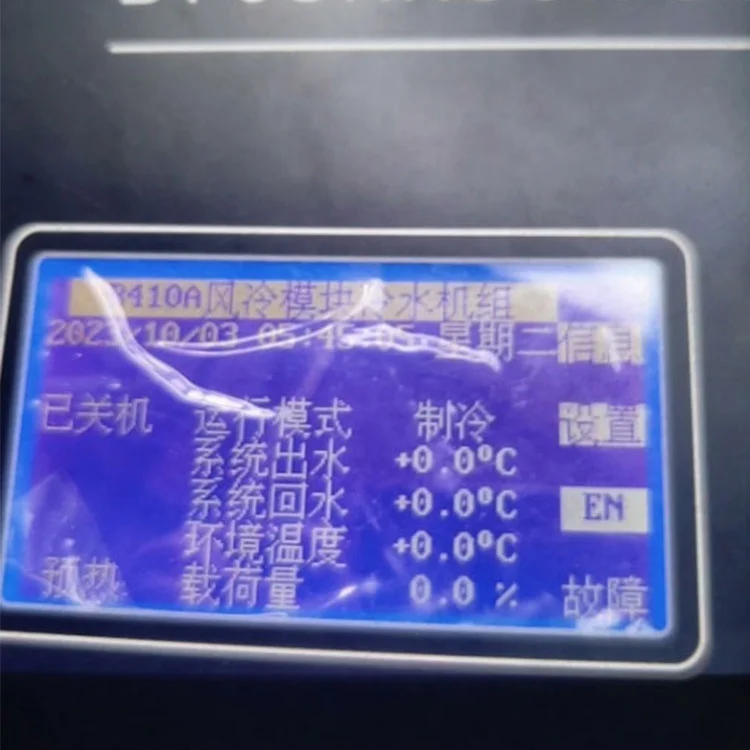 R410A风冷模块冷水机组
2023/10/03 05:45:05 星期二 信息
已关机 运行模式 制冷 设置
系统出水 +0.0℃
系统回水 +0.0℃ EN
环境温度 +0.0℃
预热 载荷量 0.0 % 故障